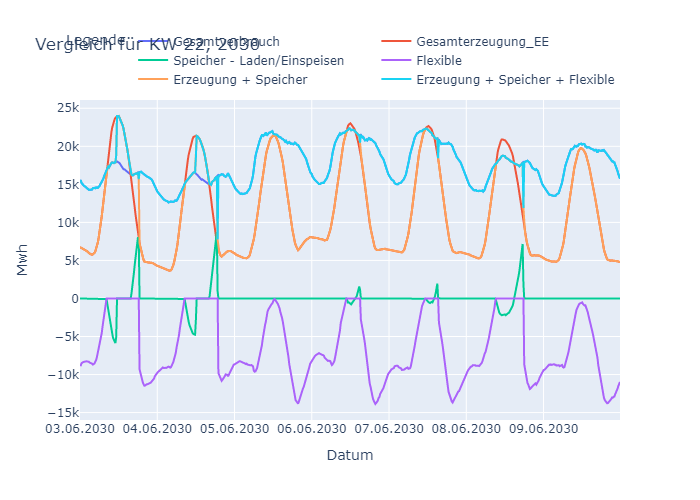 Vergleich für KW 22, 2030
Legende
Gesamtverbrauch
Gesamterzeugung_EE
Speicher - Laden/Einspeisen
Flexible
Erzeugung + Speicher
Erzeugung + Speicher + Flexible
25k
20k
15k
10k
5k
0
−5k
−10k
−15k
Mwh
03.06.2030 04.06.2030 05.06.2030 06.06.2030 07.06.2030 08.06.2030 09.06.2030
Datum